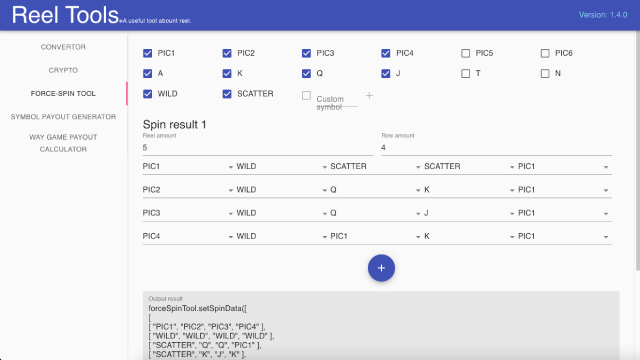 Reel Tools A useful tool abount reel.
Version: 1.4.0
CONVERTOR
CRYPTO
FORCE-SPIN TOOL
SYMBOL PAYOUT GENERATOR
WAY GAME PAYOUT
CALCULATOR
PIC1 PIC2 PIC3 PIC4 PIC5 PIC6
A K Q J T N
WILD SCATTER Custom symbol +
Spin result 1
Reel amount Row amount
5 4
PIC1 WILD SCATTER SCATTER PIC1
PIC2 WILD Q K PIC1
PIC3 WILD Q J PIC1
PIC4 WILD PIC1 K PIC1
+
Output result
forceSpinTool.setSpinData([
[
[ "PIC1", "PIC2", "PIC3", "PIC4" ],
[ "WILD", "WILD", "WILD", "WILD" ],
[ "SCATTER", "Q", "Q", "PIC1" ],
[ "SCATTER", "K", "J", "K" ],